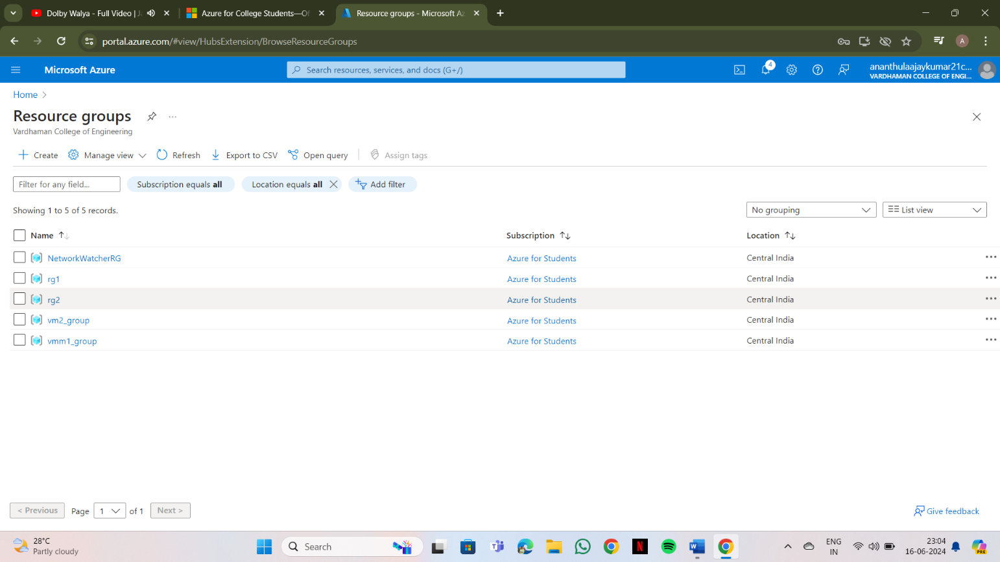 Dolby Walya - Full Video | Ja
Azure for College Students—Of
Resource groups - Microsoft Az
portal.azure.com/#view/HubsExtension/BrowseResourceGroups
A
Microsoft Azure
Search resources, services, and docs (G+/)
4
ananthulaajaykumar21c...
VARDHAMAN COLLEGE OF ENGI...
Home
Resource groups
Vardhaman College of Engineering
Create
Manage view
Refresh
Export to CSV
Open query
Assign tags
Filter for any field...
Subscription equals all
Location equals all
Add filter
Showing 1 to 5 of 5 records.
No grouping
List view
Name
Subscription
Location
NetworkWatcherRG
Azure for Students
Central India
rg1
Azure for Students
Central India
rg2
Azure for Students
Central India
vm2_group
Azure for Students
Central India
vmm1_group
Azure for Students
Central India
< Previous
Page
1
of 1
Next >
Give feedback
28°C
Partly cloudy
Search
ENG
IN
23:04
16-06-2024
PRE